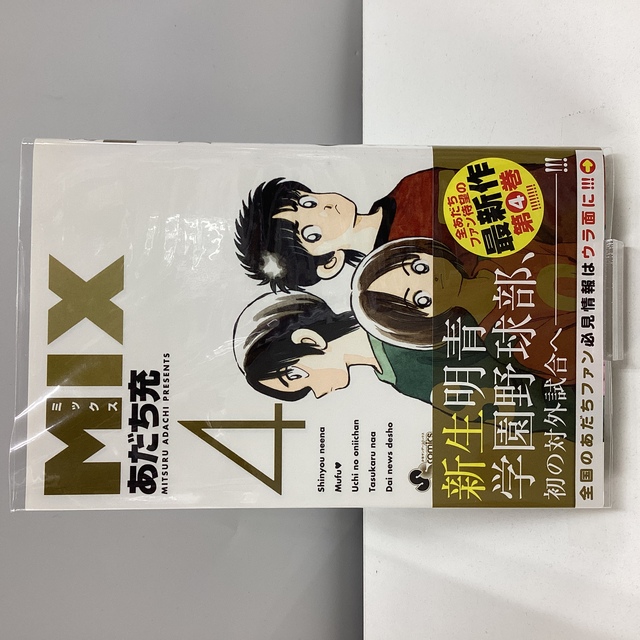 MIX
ミックス
あだち充
MITSURU ADACHI PRESENTS
4
Shinyou neena
Mufu♥
Uchi no oniichan
Tasukaru naa
Dai news desho
S comics
全あだち
ファン待望の
最新作
第4巻
!!!!!!!!
新生明青
学園野球部、
初の対外試合へ――!!!
全国のあだちファン必見情報はウラ面に!!!